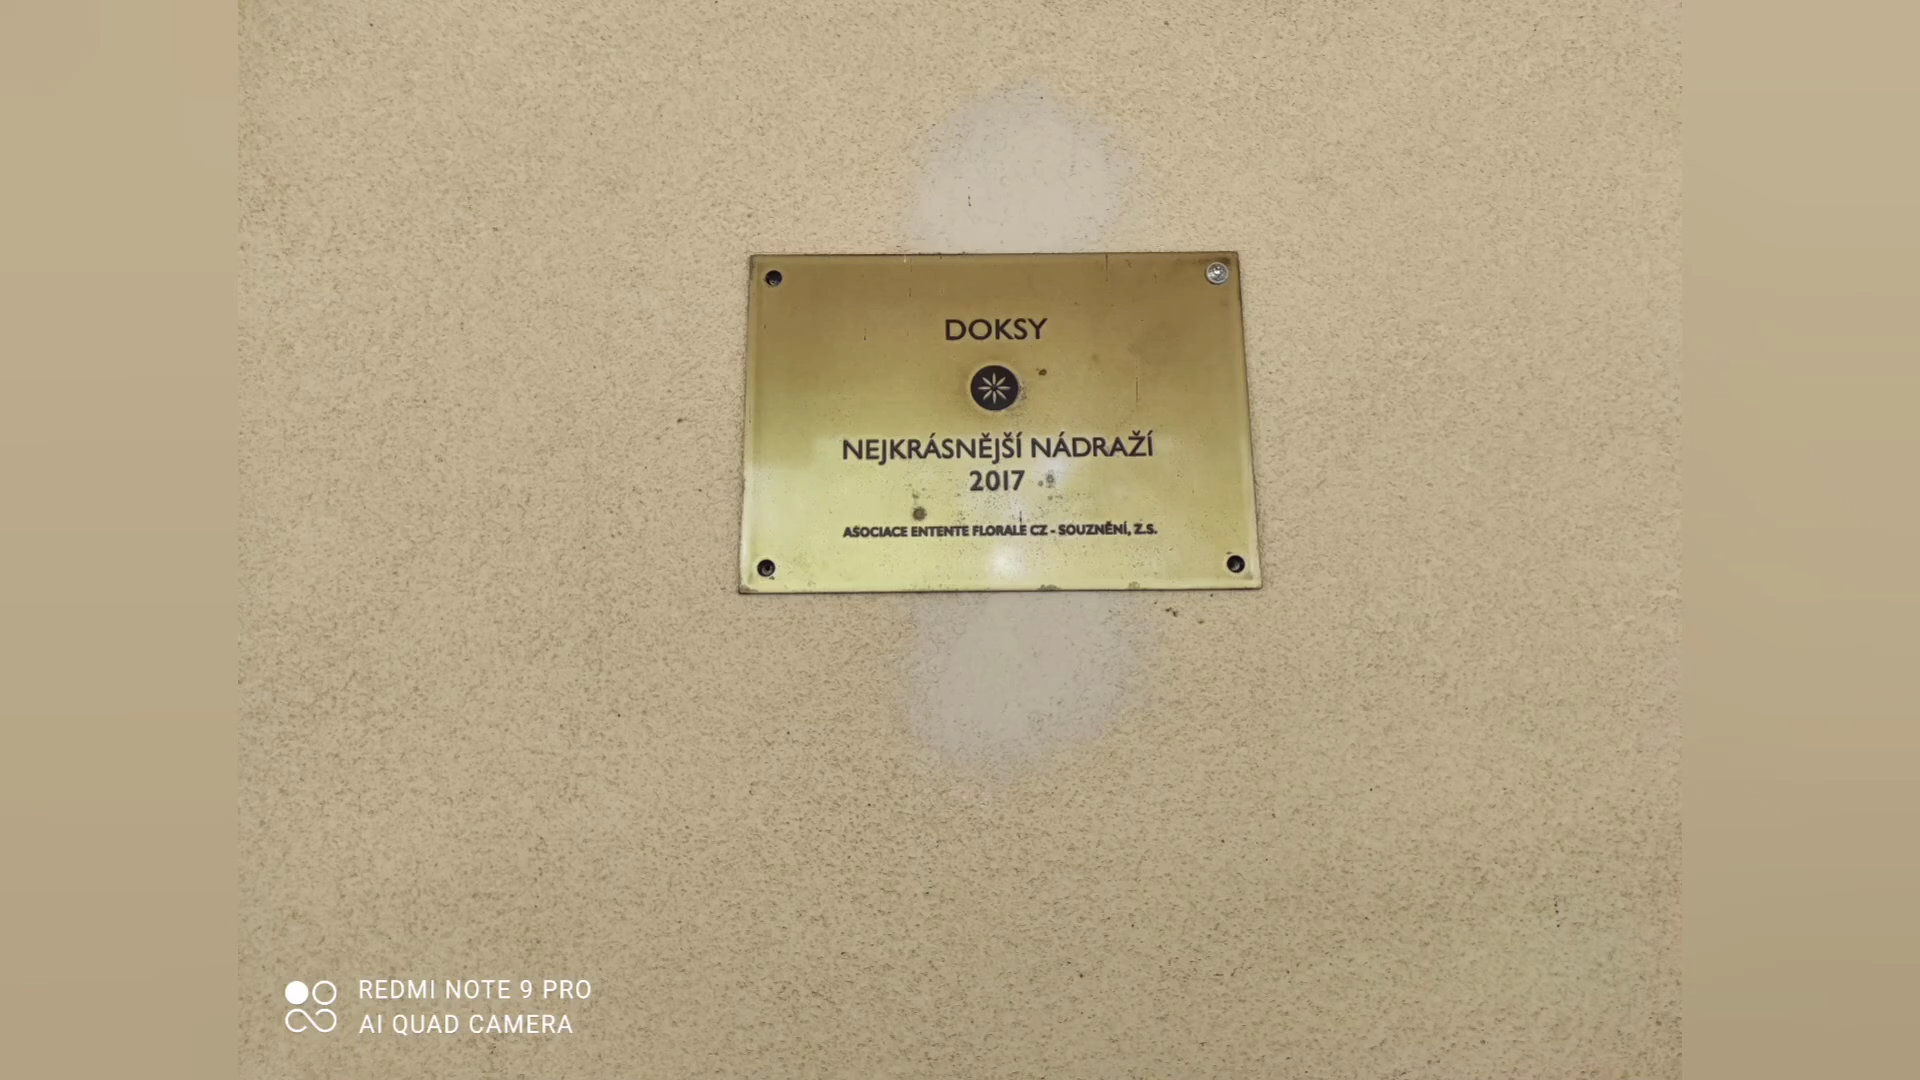 DOKSY
NEJKRÁSNĚJŠÍ NÁDRAŽÍ
2017
ASOCIACE ENTENTE FLORALE CZ - SOUZNĚNÍ, Z.S.
REDMI NOTE 9 PRO
AI QUAD CAMERA